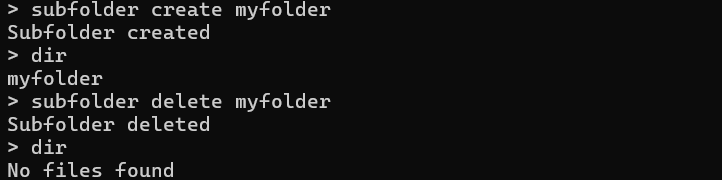 > subfolder create myfolder
Subfolder created
> dir
myfolder
> subfolder delete myfolder
Subfolder deleted
> dir
No files found